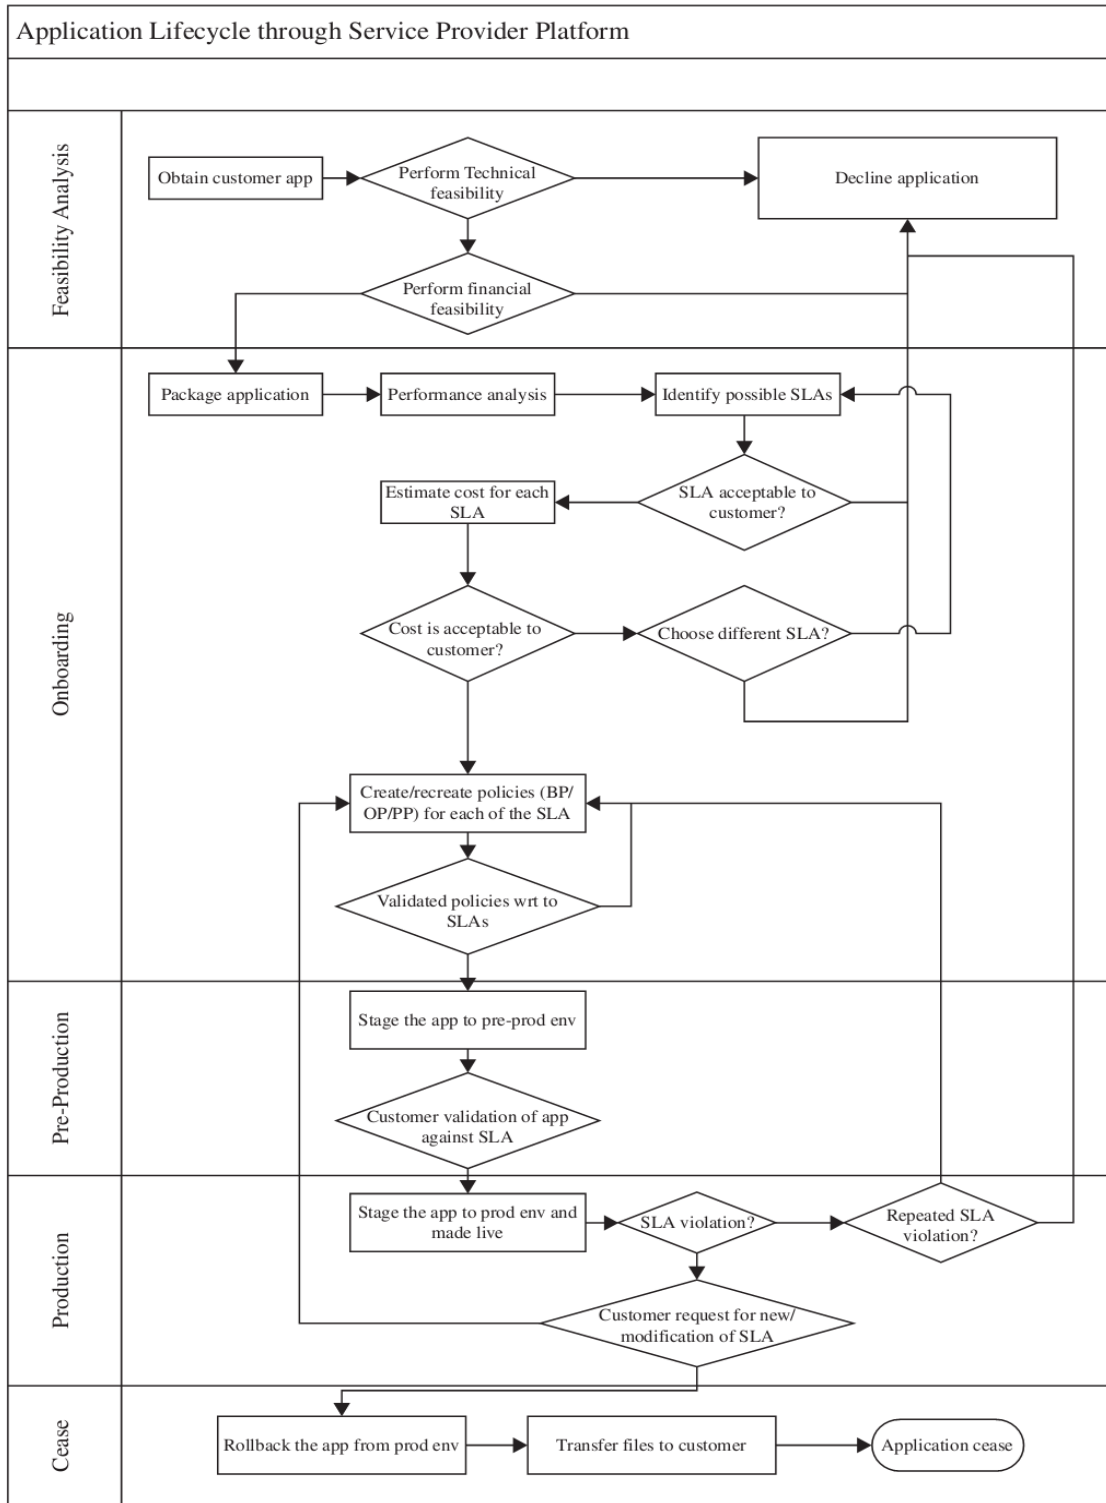 Application Lifecycle through Service Provider Platform
Feasibility Analysis
Obtain customer app
Perform Technical
feasibility
Decline application
Perform financial
feasibility
Onboarding
Package application
Performance analysis
Identify possible SLAs
Estimate cost for each
SLA
SLA acceptable to
customer?
Cost is acceptable to
customer?
Choose different SLA?
Create/recreate policies (BP/
OP/PP) for each of the SLA
Validated policies wrt to
SLAs
Pre-Production
Stage the app to pre-prod env
Customer validation of app
against SLA
Production
Stage the app to prod env and
made live
SLA violation?
Repeated SLA
violation?
Customer request for new/
modification of SLA
Cease
Rollback the app from prod env
Transfer files to customer
Application cease